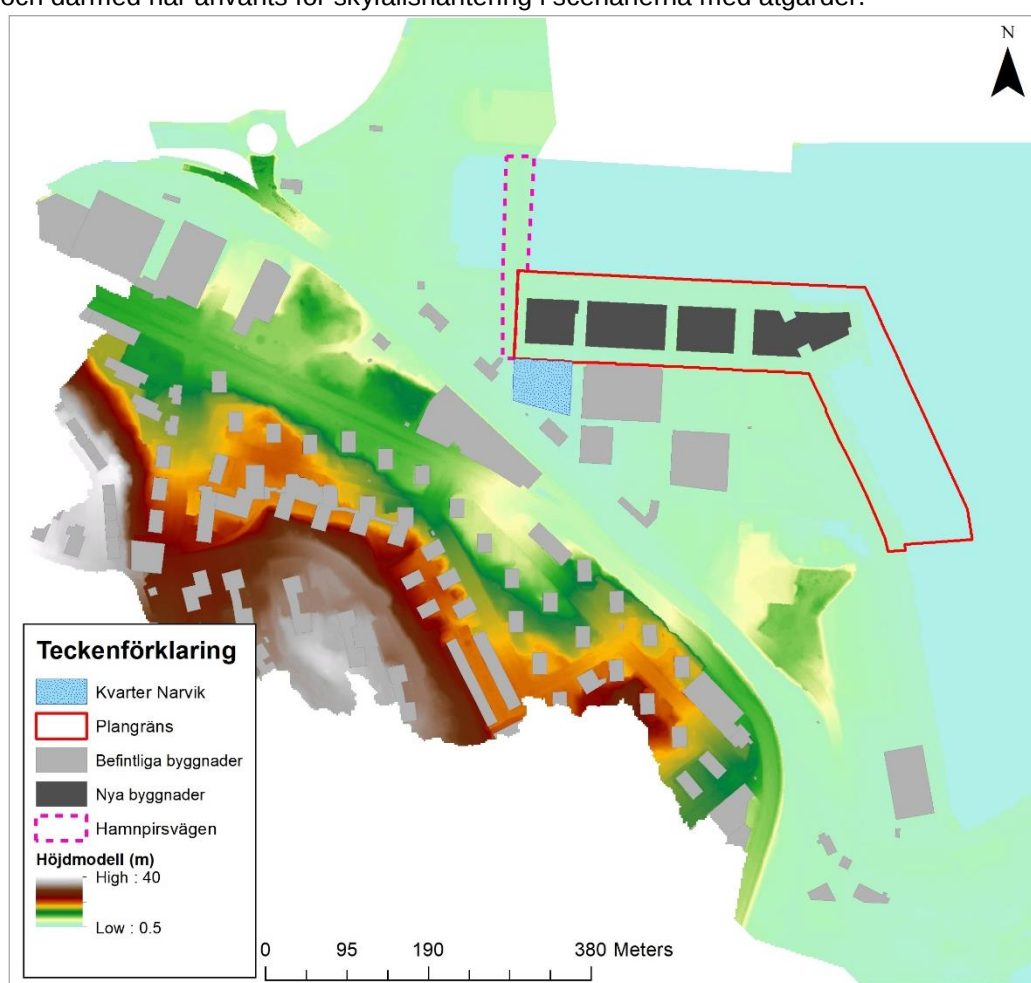 och därmed har använts för skyfallshantering i scenarierna med åtgärder.
N
Teckenförklaring
Kvarter Narvik
Plangräns
Befintliga byggnader
Nya byggnader
Hamnpirsvägen
Höjdmodell (m)
High : 40
Low : 0.5
0 95 190 380 Meters